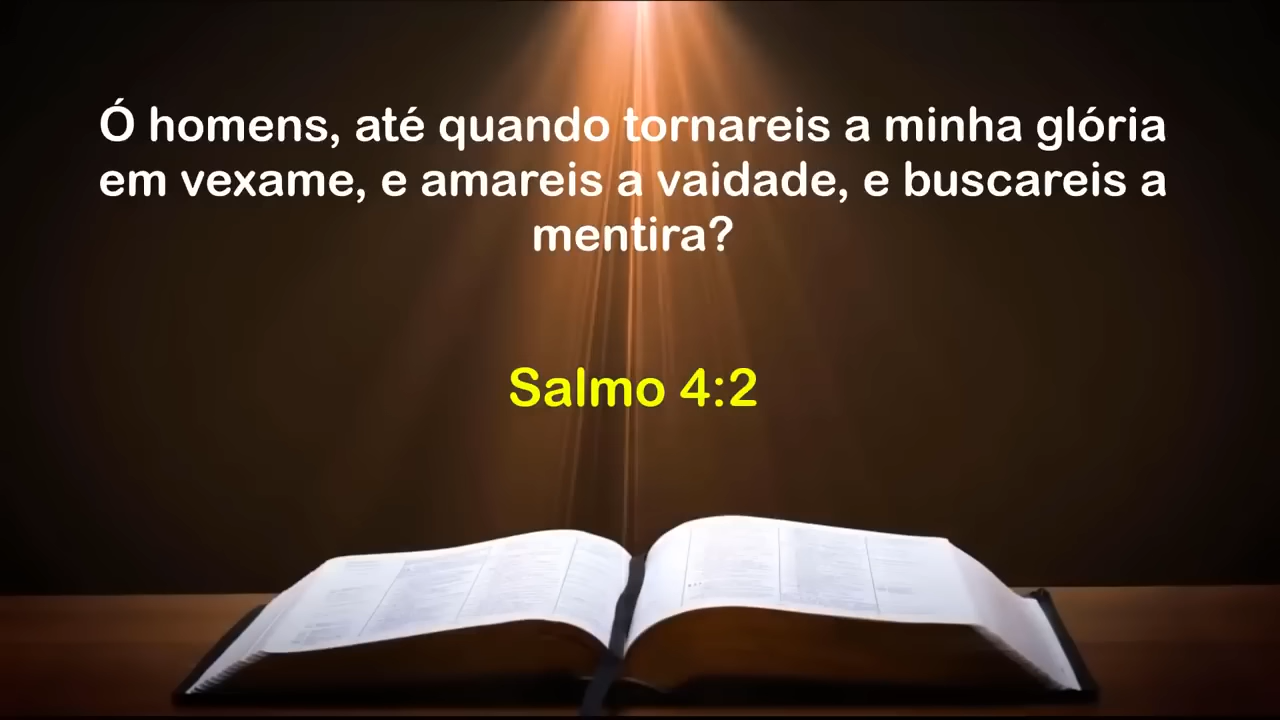 Ó homens, até quando tornareis a minha glória
em vexame, e amareis a vaidade, e buscareis a
mentira?
Salmo 4:2